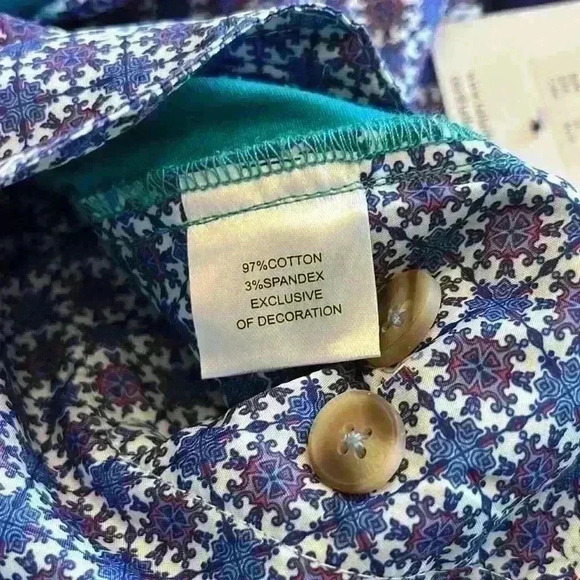 97%COTTON
3%SPANDEX
EXCLUSIVE
OF DECORATION